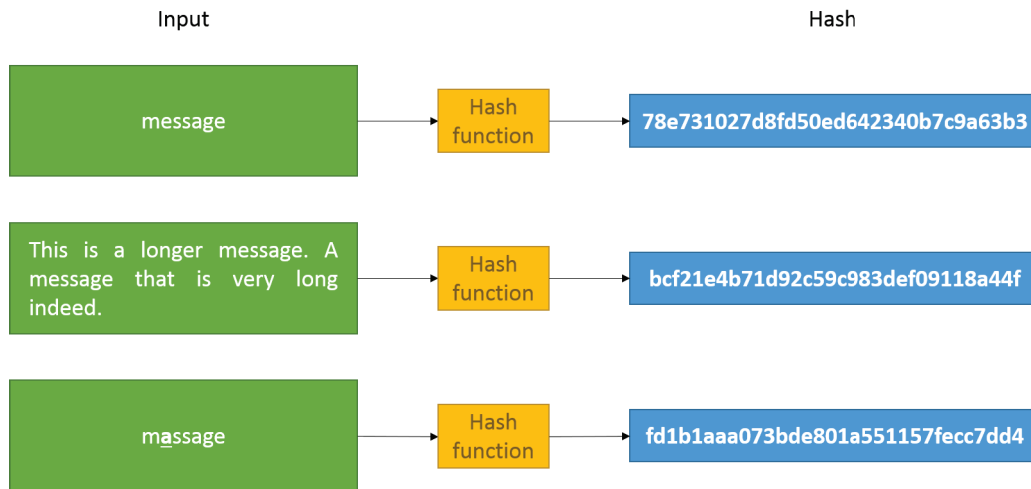 Input
Hash
message
Hash
function
78e731027d8fd50ed642340b7c9a63b3
This is a longer message. A
message that is very long
indeed.
Hash
function
bcf21e4b71d92c59c983def09118a44f
massage
Hash
function
fd1b1aaa073bde801a551157fecc7dd4